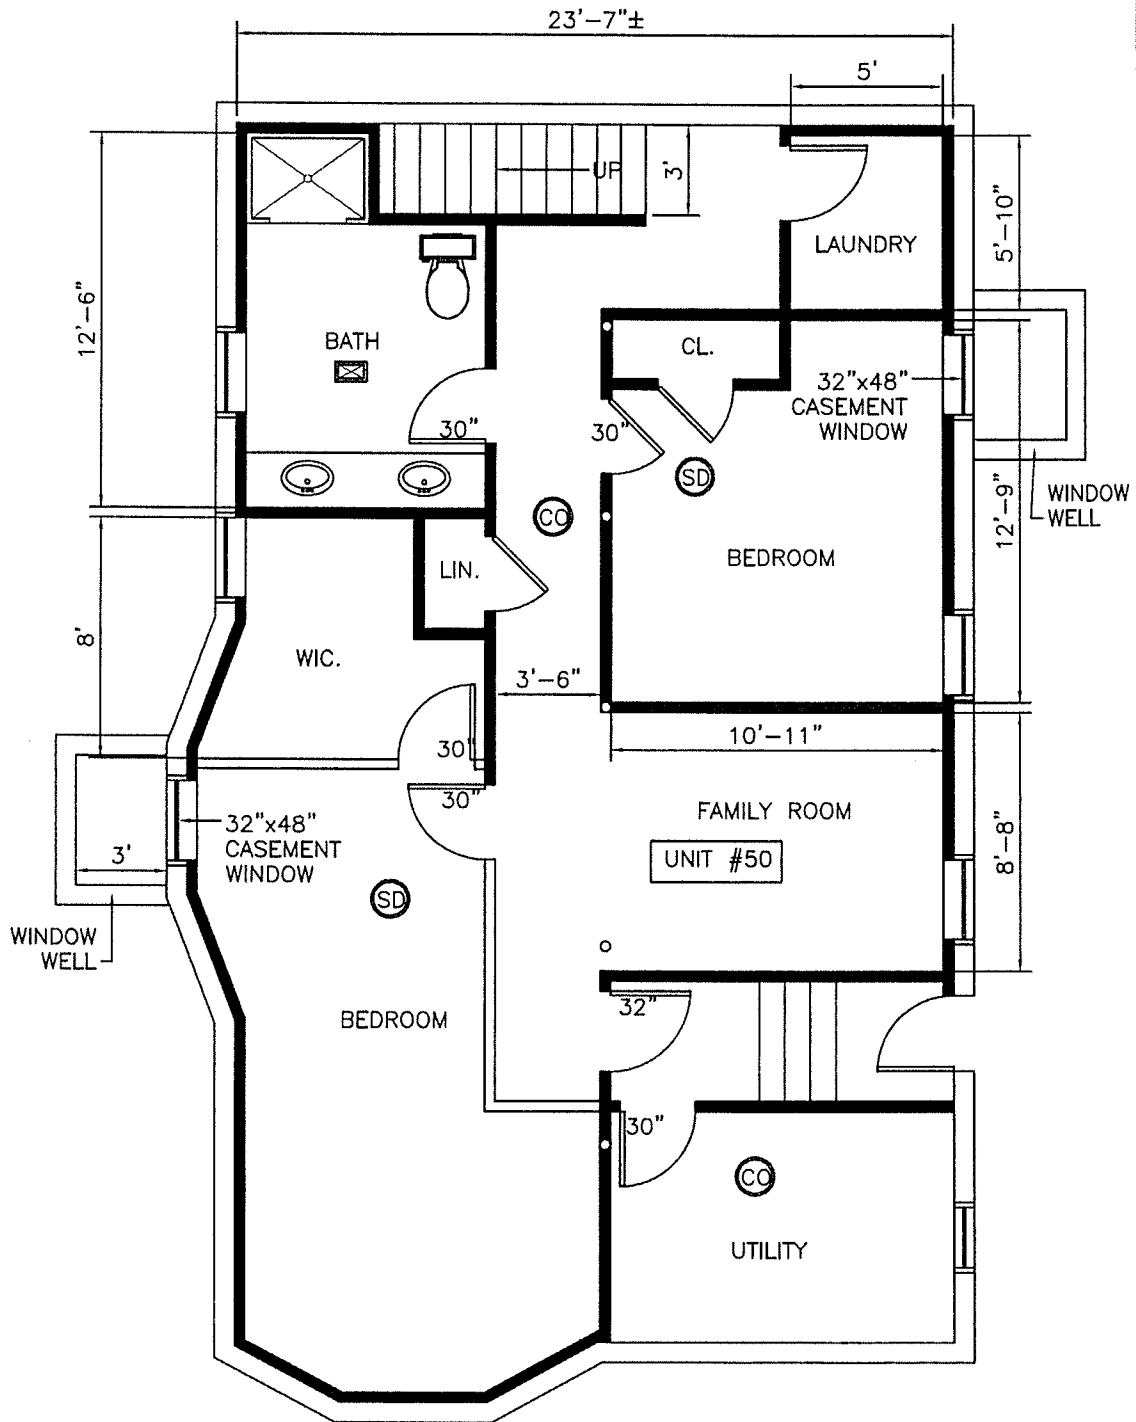 23'-7"±
5'
UP
3'
LAUNDRY
5'-10"
12'-6"
BATH
CL.
32"x48"
CASEMENT
WINDOW
30"
30"
SD
CO
WINDOW
WELL
12'-9"
BEDROOM
LIN.
8'
WIC.
3'-6"
30"
10'-11"
30"
FAMILY ROOM
32"x48"
CASEMENT
WINDOW
3'
UNIT #50
8'-8"
SD
WINDOW
WELL
BEDROOM
32"
30"
CO
UTILITY